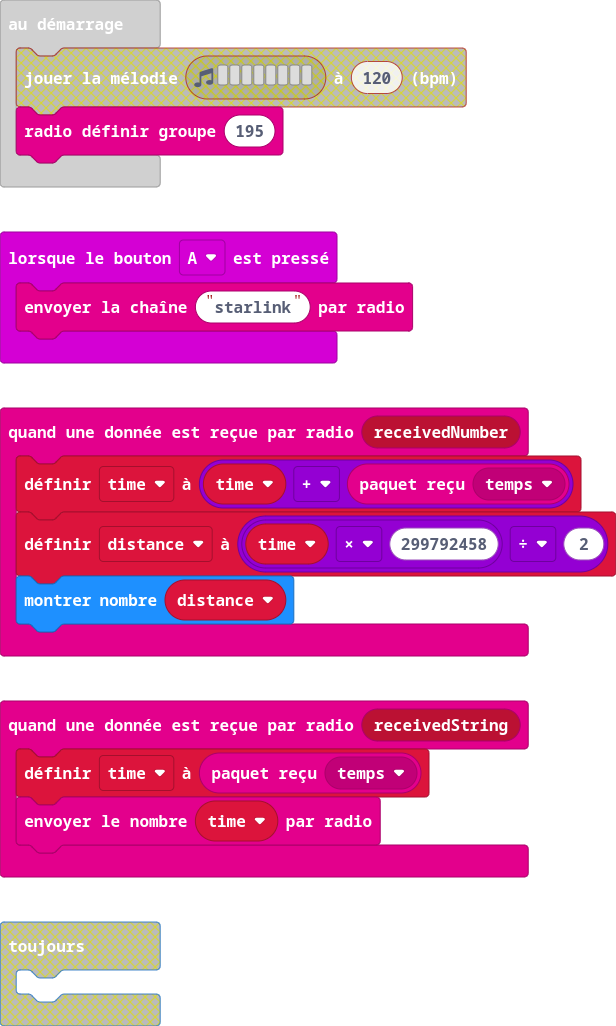 au démarrage
jouer la mélodie à 120 (bpm)
radio définir groupe 195
lorsque le bouton A est pressé
envoyer la chaîne "starlink" par radio
quand une donnée est reçue par radio receivedNumber
définir time à time + paquet reçu temps
définir distance à time × 299792458 ÷ 2
montrer nombre distance
quand une donnée est reçue par radio receivedString
définir time à paquet reçu temps
envoyer le nombre time par radio
toujours